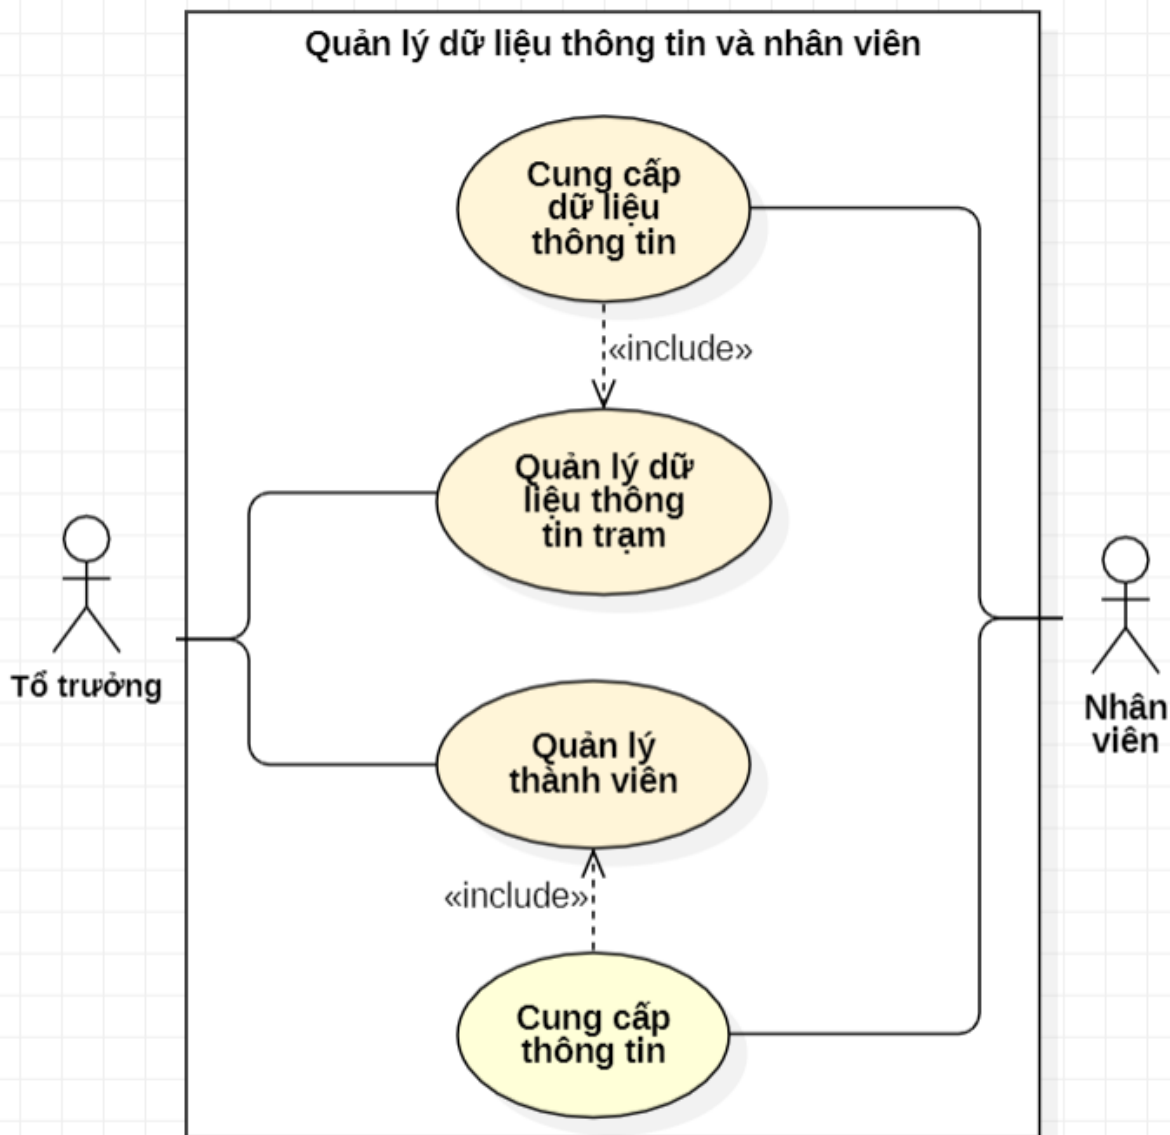 Quản lý dữ liệu thông tin và nhân viên
Cung cấp
dữ liệu
thông tin
«include»
Quản lý dữ
liệu thông
tin trạm
Tổ trưởng
Nhân
viên
Quản lý
thành viên
«include»
Cung cấp
thông tin